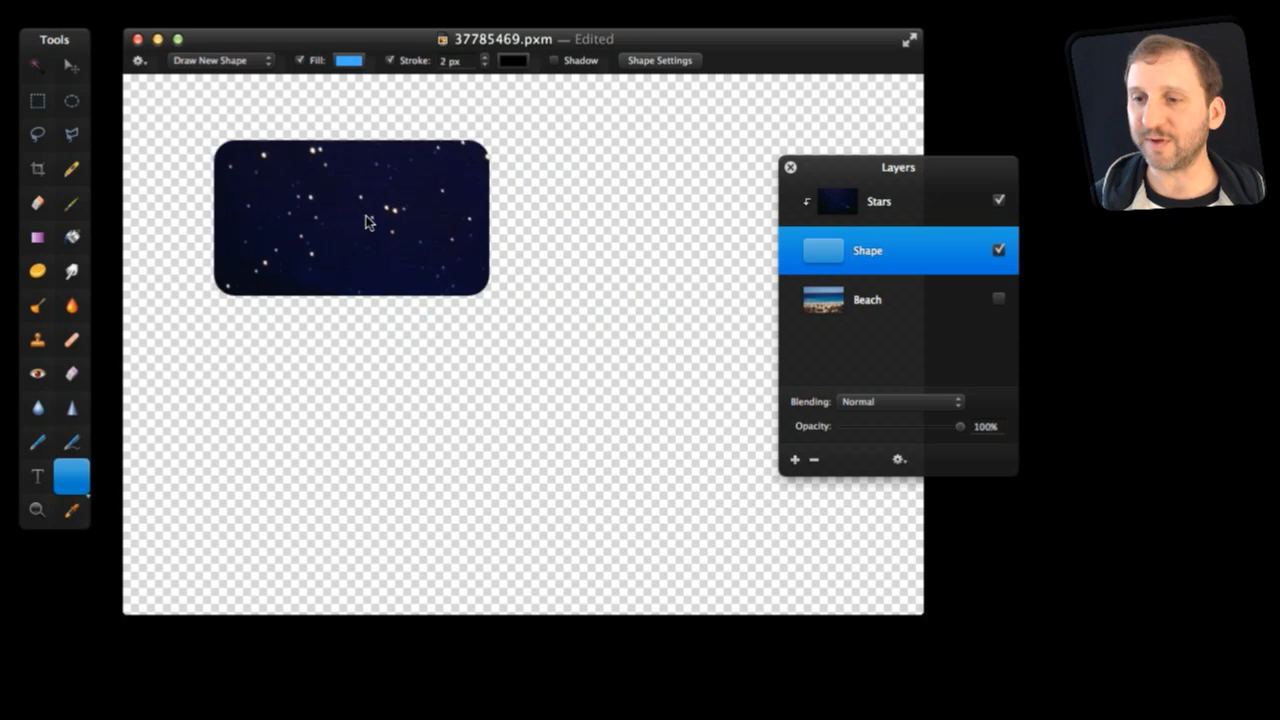 Tools
37785469.pxm — Edited
Draw New Shape Fill: Stroke: 2 px Shadow Shape Settings
Layers
Stars
Shape
Beach
Blending: Normal
Opacity: 100%
T